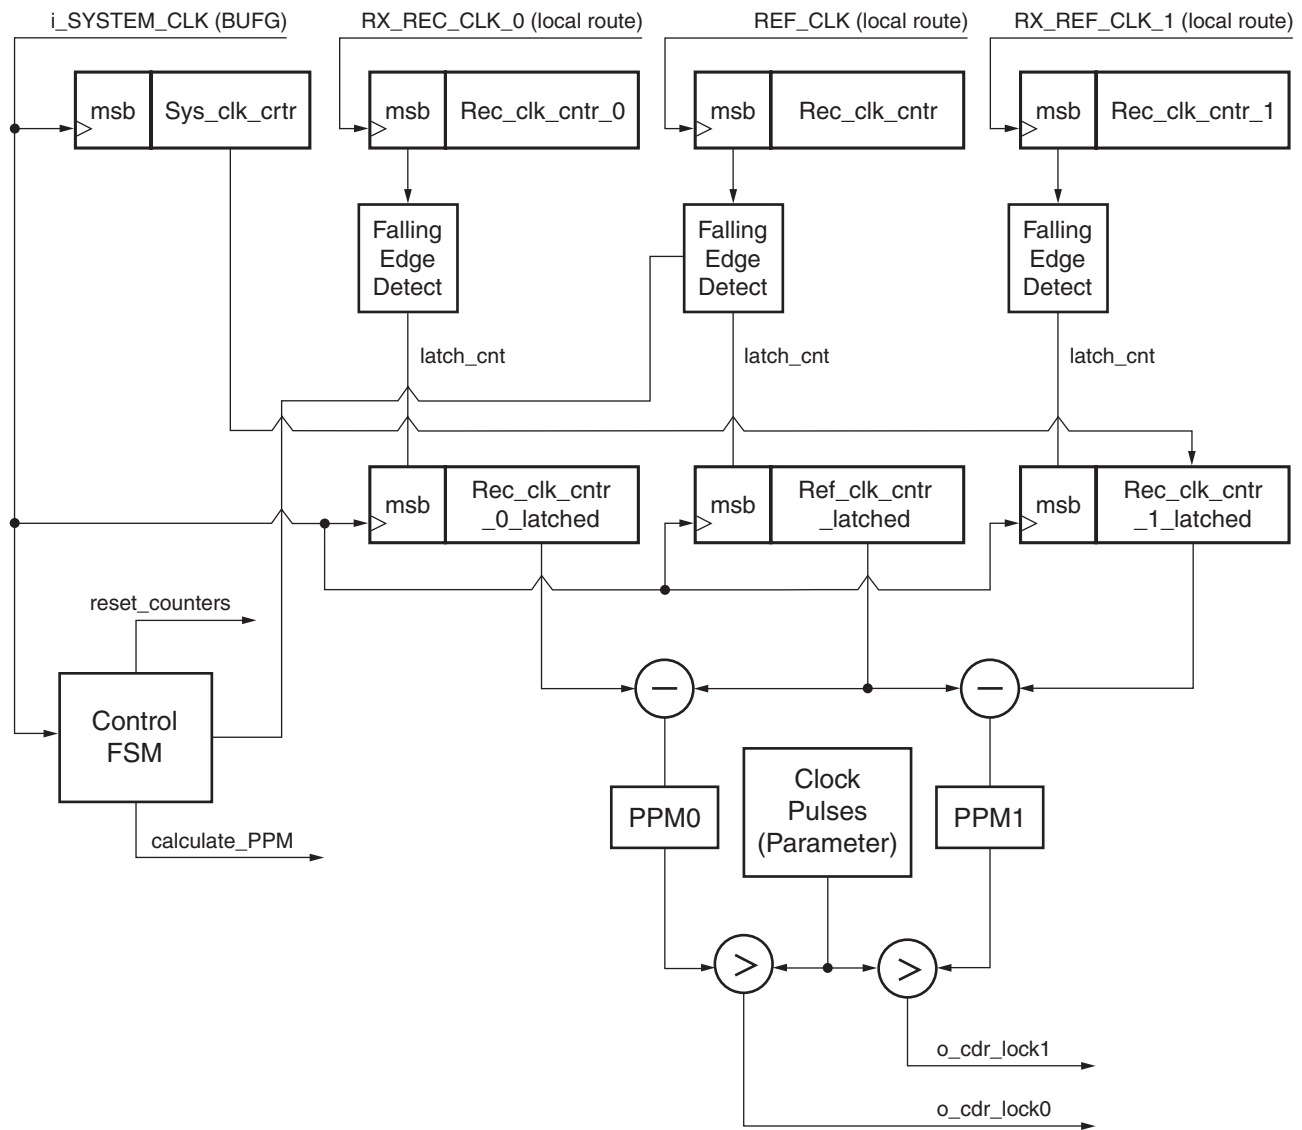 i_SYSTEM_CLK (BUFG)
RX_REC_CLK_0 (local route)
REF_CLK (local route)
RX_REF_CLK_1 (local route)
msb
Sys_clk_crtr
msb
Rec_clk_cntr_0
msb
Rec_clk_cntr
msb
Rec_clk_cntr_1
Falling
Edge
Detect
Falling
Edge
Detect
Falling
Edge
Detect
latch_cnt
latch_cnt
latch_cnt
msb
Rec_clk_cntr
_0_latched
msb
Ref_clk_cntr
_latched
msb
Rec_clk_cntr
_1_latched
reset_counters
Control
FSM
calculate_PPM
–
–
PPM0
Clock
Pulses
(Parameter)
PPM1
>
>
o_cdr_lock1
o_cdr_lock0